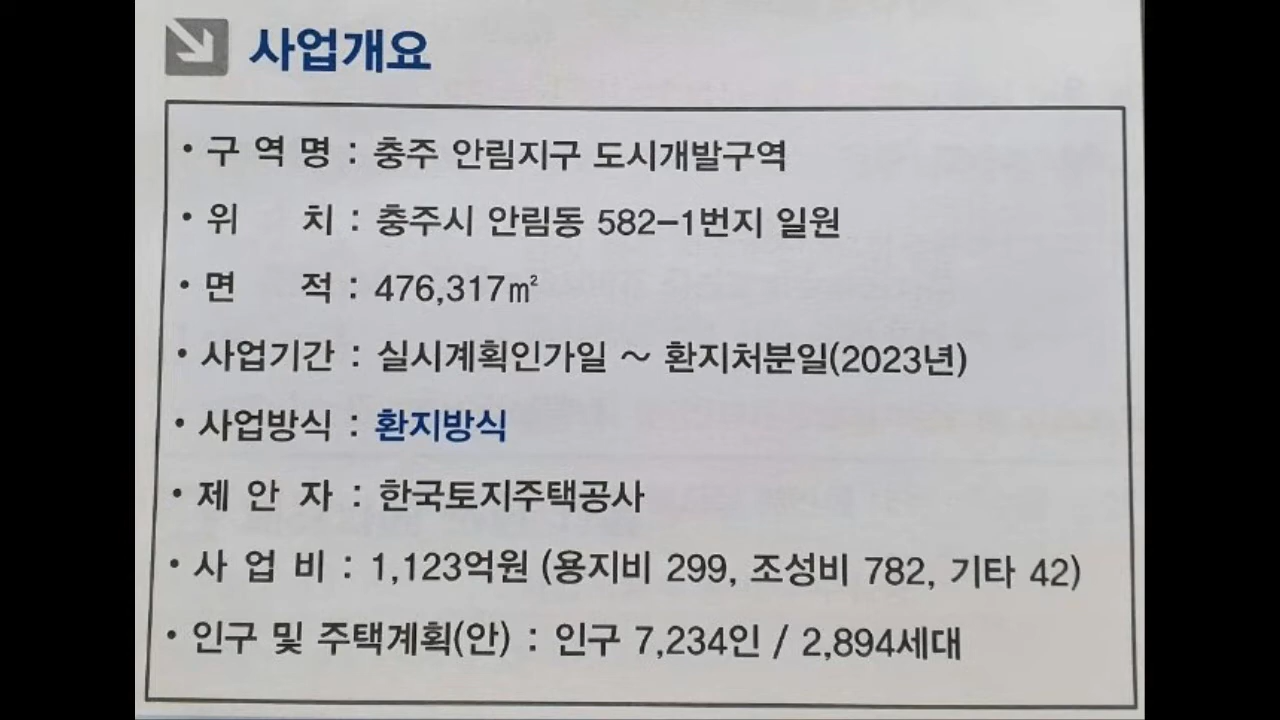 사업개요
• 구 역 명 : 충주 안림지구 도시개발구역
• 위 치 : 충주시 안림동 582-1번지 일원
• 면 적 : 476,317㎡
• 사업기간 : 실시계획인가일 ~ 환지처분일(2023년)
• 사업방식 : 환지방식
• 제 안 자 : 한국토지주택공사
• 사 업 비 : 1,123억원 (용지비 299, 조성비 782, 기타 42)
• 인구 및 주택계획(안) : 인구 7,234인 / 2,894세대